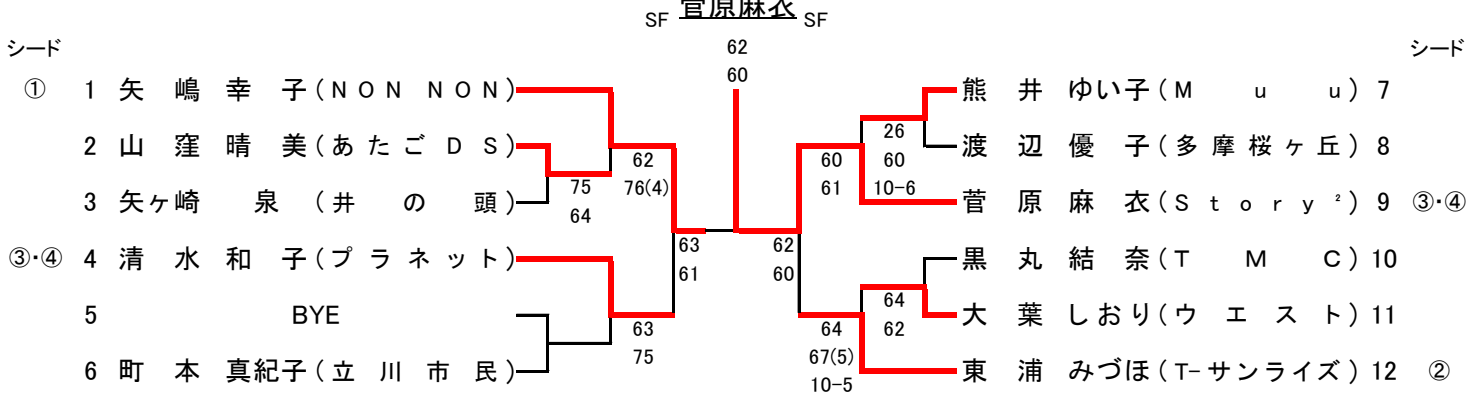 SF 菅原麻衣 SF
シード 62 シード
60
① 1 矢嶋幸子(NON NON) 熊井ゆい子(Muu) 7
26
2 山窪晴美(あたごDS) 62 60 60 渡辺優子(多摩桜ヶ丘) 8
75 76(4) 61 10-6
3 矢ヶ崎 泉(井の頭) 64 菅原麻衣(Story²) 9 ③・④
63 62
③・④ 4 清水和子(プラネット) 61 60 黒丸結奈(TMC) 10
64
5 BYE 63 64 62 大葉しおり(ウエスト) 11
75 67(5)
6 町本真紀子(立川市民) 10-5 東浦みづほ(T-サンライズ) 12 ②